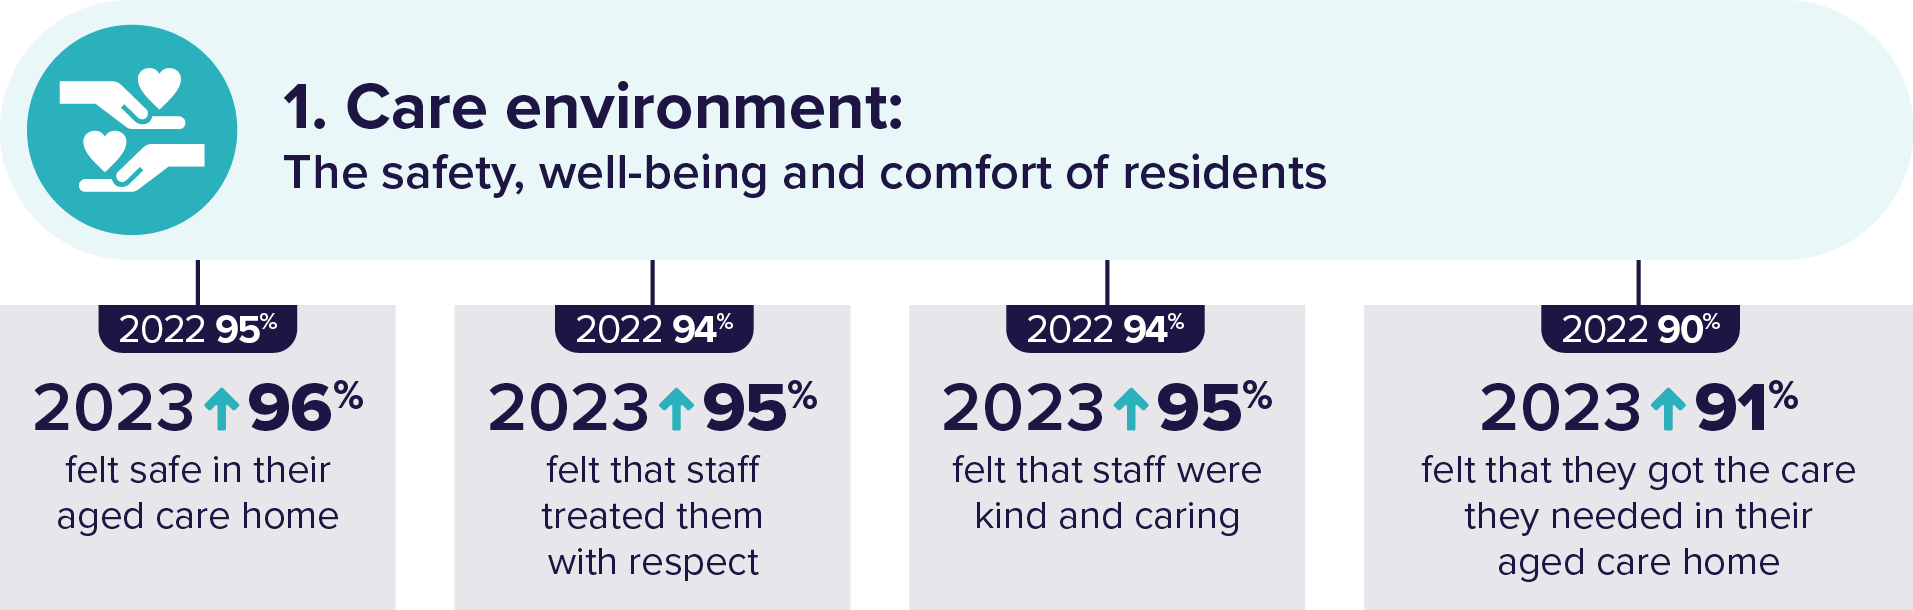 1. Care environment:
The safety, well-being and comfort of residents
2022 95%
2023 96%
felt safe in their
aged care home
2022 94%
2023 95%
felt that staff
treated them
with respect
2022 94%
2023 95%
felt that staff were
kind and caring
2022 90%
2023 91%
felt that they got the care
they needed in their
aged care home